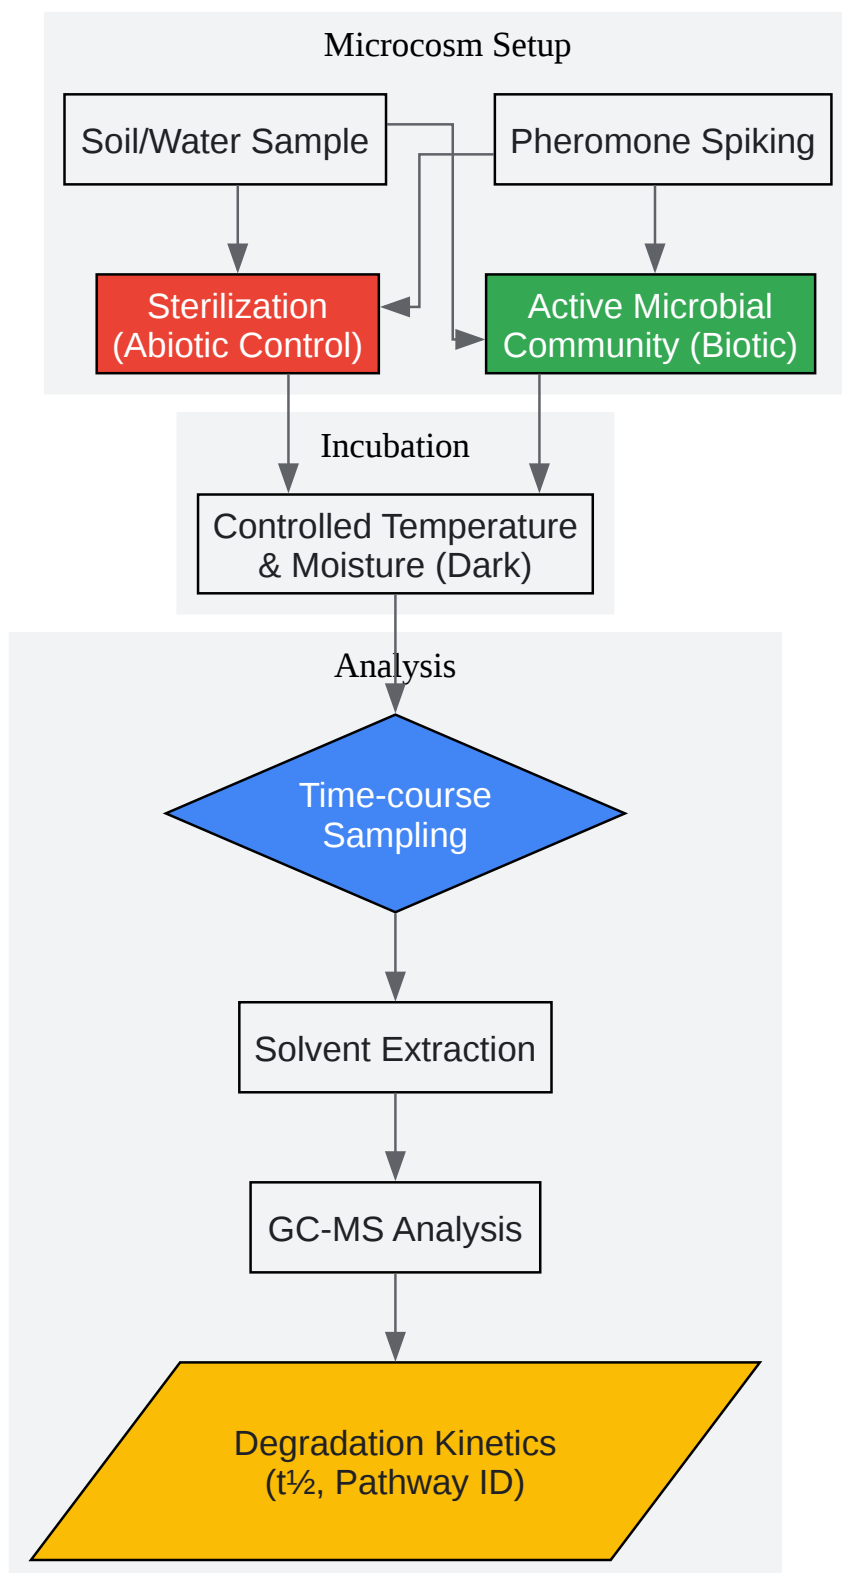 Microcosm Setup
Soil/Water Sample
Pheromone Spiking
Sterilization
(Abiotic Control)
Active Microbial
Community (Biotic)
Incubation
Controlled Temperature
& Moisture (Dark)
Analysis
Time-course
Sampling
Solvent Extraction
GC-MS Analysis
Degradation Kinetics
(t½, Pathway ID)